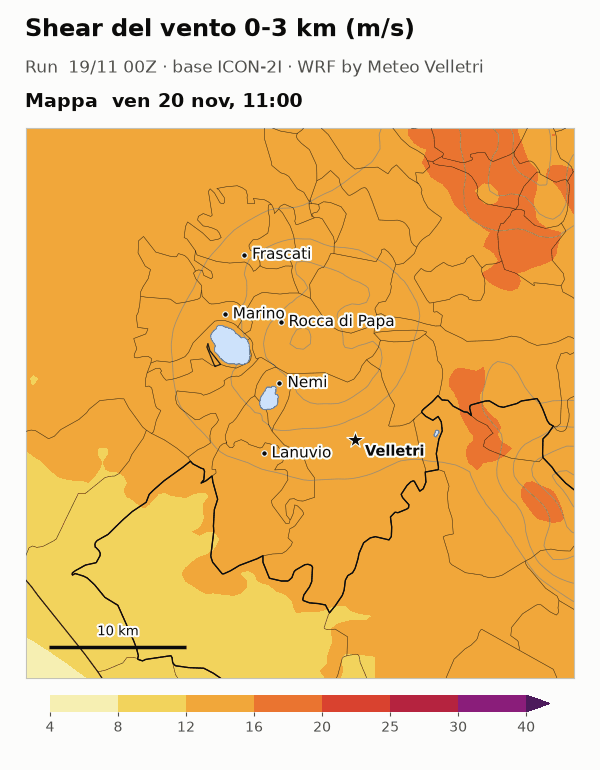 Shear del vento 0-3 km (m/s)
Run 19/11 00Z · base ICON-2I · WRF by Meteo Velletri
Mappa ven 20 nov, 11:00
Frascati
Marino
Rocca di Papa
Nemi
Velletri
Lanuvio
10 km
4 8 12 16 20 25 30 40